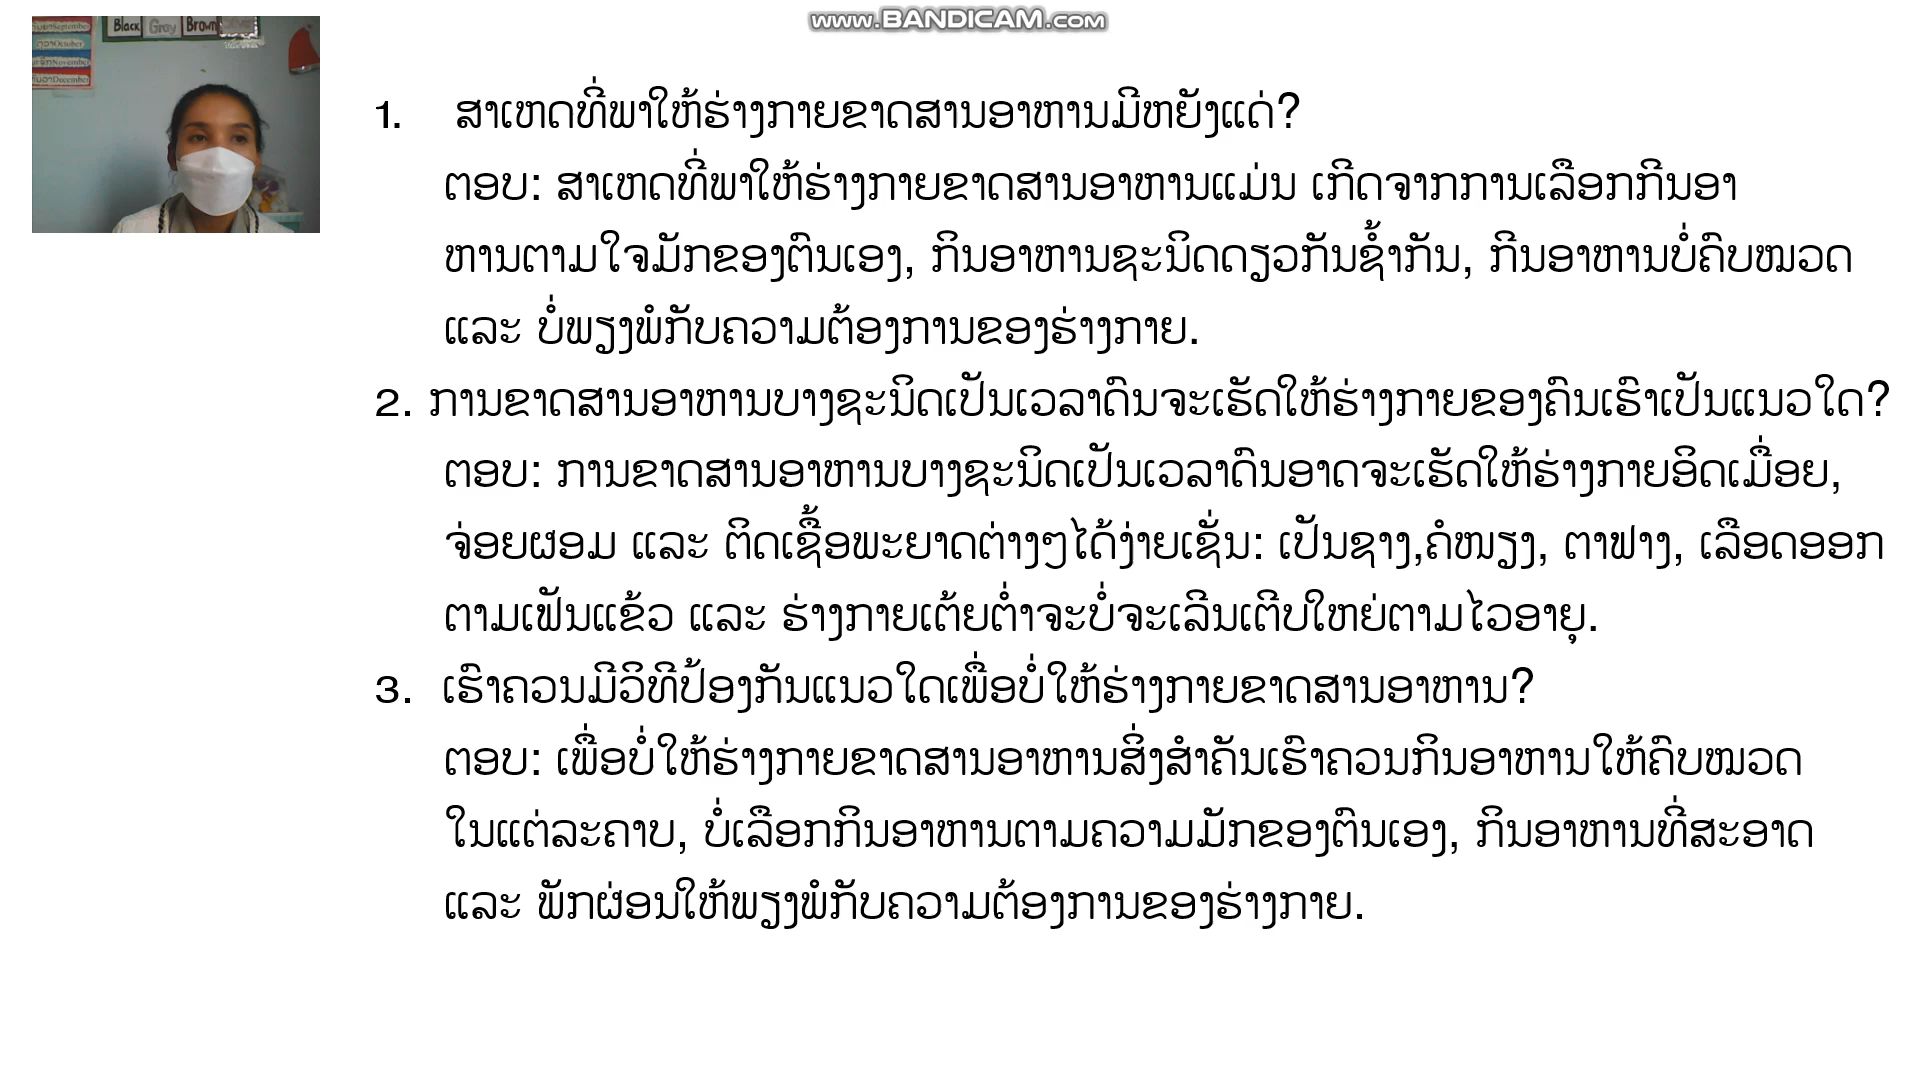 www.BANDICAM.com
Black Gray Brown
September
October
November
December
1. ສາເຫດທີ່ພາໃຫ້ຮ່າງກາຍຂາດສານອາຫານມີຫຍັງແດ່?
ຕອບ: ສາເຫດທີ່ພາໃຫ້ຮ່າງກາຍຂາດສານອາຫານແມ່ນ ເກີດຈາກການເລືອກກີນອາ
ຫານຕາມໃຈມັກຂອງຕົນເອງ, ກິນອາຫານຊະນິດດຽວກັນຊ້ຳກັນ, ກີນອາຫານບໍ່ຄົບໝວດ
ແລະ ບໍ່ພຽງພໍກັບຄວາມຕ້ອງການຂອງຮ່າງກາຍ.
2. ການຂາດສານອາຫານບາງຊະນິດເປັນເວລາດົນຈະເຮັດໃຫ້ຮ່າງກາຍຂອງຄົນເຮົາເປັນແນວໃດ?
ຕອບ: ການຂາດສານອາຫານບາງຊະນິດເປັນເວລາດົນອາດຈະເຮັດໃຫ້ຮ່າງກາຍອິດເມື່ອຍ,
ຈ່ອຍຜອມ ແລະ ຕິດເຊື້ອພະຍາດຕ່າງໆໄດ້ງ່າຍເຊັ່ນ: ເປັນຊາງ,ຄໍໜຽງ, ຕາຟາງ, ເລືອດອອກ
ຕາມເຟັນແຂ້ວ ແລະ ຮ່າງກາຍເຕ້ຍຕ່ຳຈະບໍ່ຈະເລີນເຕີບໃຫຍ່ຕາມໄວອາຍຸ.
3. ເຮົາຄວນມີວິທີປ້ອງກັນແນວໃດເພື່ອບໍ່ໃຫ້ຮ່າງກາຍຂາດສານອາຫານ?
ຕອບ: ເພື່ອບໍ່ໃຫ້ຮ່າງກາຍຂາດສານອາຫານສິ່ງສຳຄັນເຮົາຄວນກິນອາຫານໃຫ້ຄົບໝວດ
ໃນແຕ່ລະຄາບ, ບໍ່ເລືອກກິນອາຫານຕາມຄວາມມັກຂອງຕົນເອງ, ກິນອາຫານທີ່ສະອາດ
ແລະ ພັກຜ່ອນໃຫ້ພຽງພໍກັບຄວາມຕ້ອງການຂອງຮ່າງກາຍ.